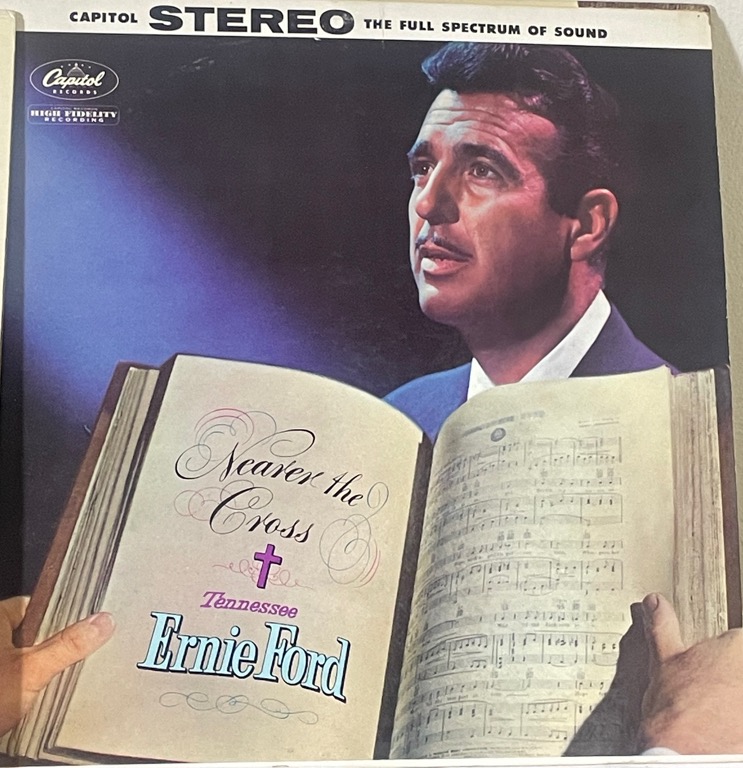 CAPITOL STEREO THE FULL SPECTRUM OF SOUND
Capitol
RECORDS
HIGH FIDELITY
RECORDING
Nearer the
Cross
Tennessee
Ernie Ford